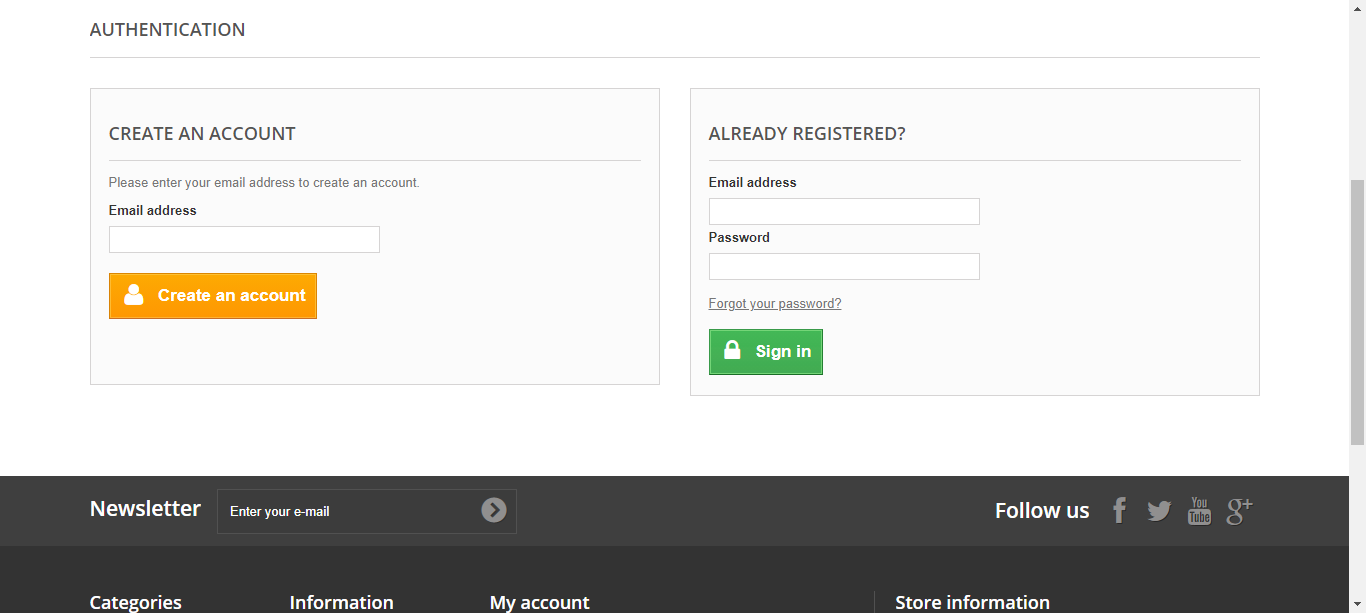 AUTHENTICATION
CREATE AN ACCOUNT
Please enter your email address to create an account.
Email address
Create an account
ALREADY REGISTERED?
Email address
Password
Forgot your password?
Sign in
Newsletter
Enter your e-mail
Follow us
You
Tube
g+
Categories
Information
My account
Store information